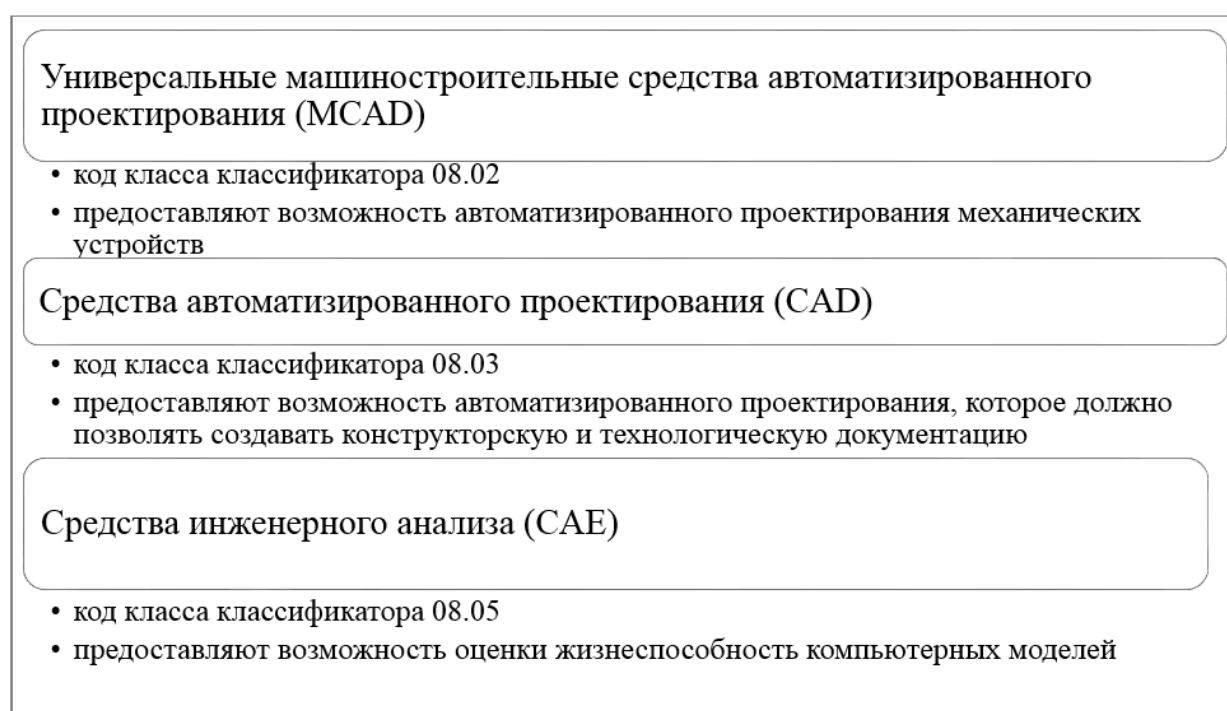 Универсальные машиностроительные средства автоматизированного
проектирования (MCAD)
• код класса классификатора 08.02
• предоставляют возможность автоматизированного проектирования механических
устройств
Средства автоматизированного проектирования (CAD)
• код класса классификатора 08.03
• предоставляют возможность автоматизированного проектирования, которое должно
позволять создавать конструкторскую и технологическую документацию
Средства инженерного анализа (CAE)
• код класса классификатора 08.05
• предоставляют возможность оценки жизнеспособность компьютерных моделей